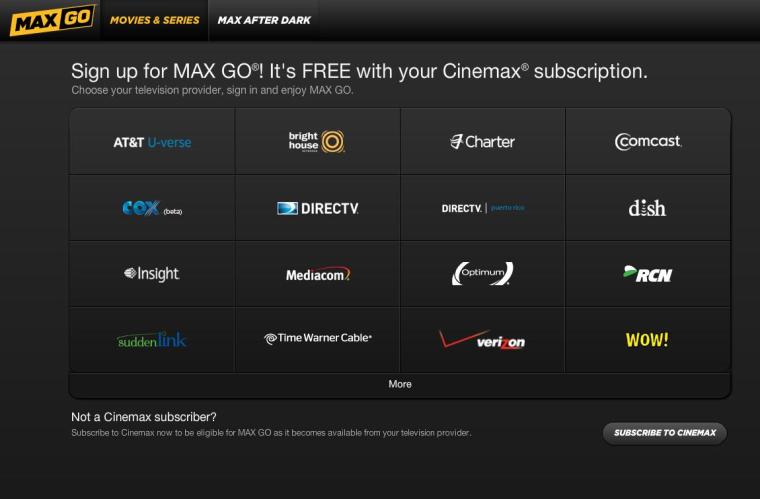 MAX GO MOVIES & SERIES MAX AFTER DARK
Sign up for MAX GO®! It's FREE with your Cinemax® subscription.
Choose your television provider, sign in and enjoy MAX GO.
AT&T U-verse
bright house NETWORKS
Charter
Comcast.
COX (beta)
DIRECTV
DIRECTV. | puerto rico
dish
Insight
Mediacom
Optimum
RCN
suddenlink
Time Warner Cable®
verizon
WOW!
More
Not a Cinemax subscriber?
Subscribe to Cinemax now to be eligible for MAX GO as it becomes available from your television provider.
SUBSCRIBE TO CINEMAX